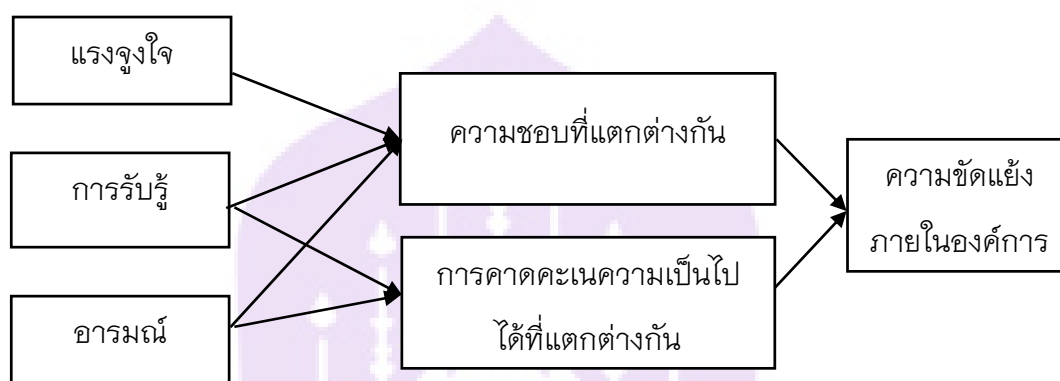 แรงจูงใจ
การรับรู้
อารมณ์
ความชอบที่แตกต่างกัน
การคาดคะเนความเป็นไป
ได้ที่แตกต่างกัน
ความขัดแย้ง
ภายในองค์การ